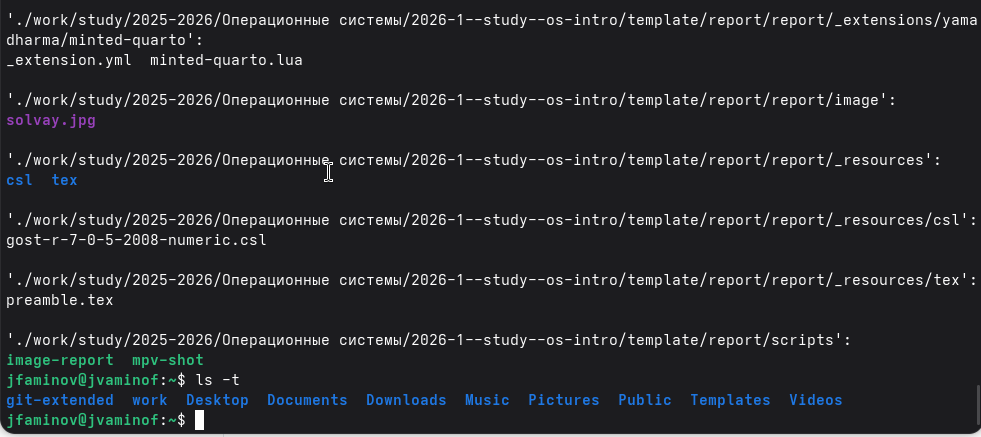 './work/study/2025-2026/Операционные системы/2026-1--study--os-intro/template/report/report/_extensions/yama
dharma/minted-quarto':
_extension.yml  minted-quarto.lua
'./work/study/2025-2026/Операционные системы/2026-1--study--os-intro/template/report/report/image':
solvay.jpg
'./work/study/2025-2026/Операционные системы/2026-1--study--os-intro/template/report/report/_resources':
csl  tex
'./work/study/2025-2026/Операционные системы/2026-1--study--os-intro/template/report/report/_resources/csl':
gost-r-7-0-5-2008-numeric.csl
'./work/study/2025-2026/Операционные системы/2026-1--study--os-intro/template/report/report/_resources/tex':
preamble.tex
'./work/study/2025-2026/Операционные системы/2026-1--study--os-intro/template/report/scripts':
image-report  mpv-shot
jfaminov@jvaminof:~$ ls -t
git-extended  work  Desktop  Documents  Downloads  Music  Pictures  Public  Templates  Videos
jfaminov@jvaminof:~$